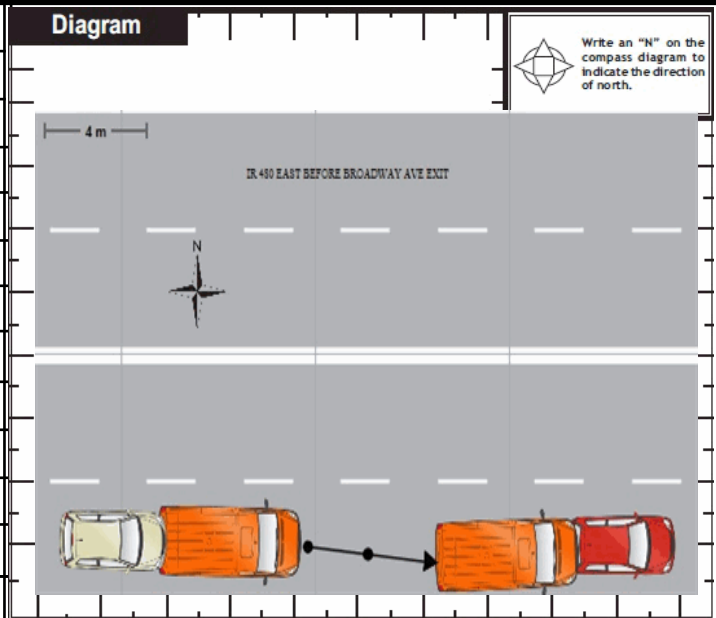 Diagram
Write an “N” on the
compass diagram to
indicate the direction
of north.
4 m
IR 480 EAST BEFORE BROADWAY AVE EXIT
N